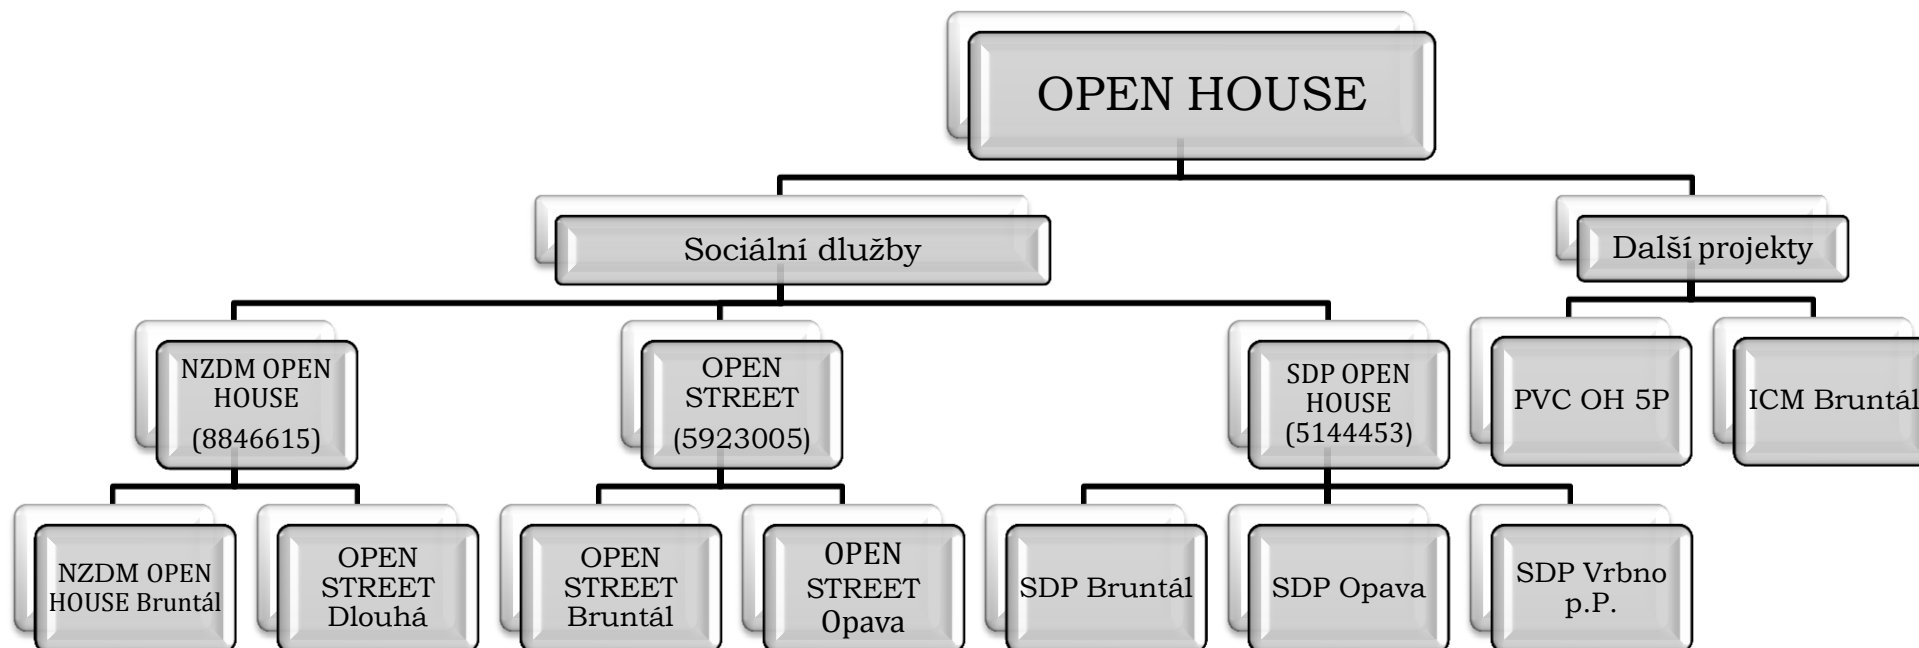 OPEN HOUSE
Sociální dlužby
Další projekty
NZDM OPEN
HOUSE
(8846615)
OPEN
STREET
(5923005)
SDP OPEN
HOUSE
(5144453)
PVC OH 5P
ICM Bruntál
NZDM OPEN
HOUSE Bruntál
OPEN
STREET
Dlouhá
OPEN
STREET
Bruntál
OPEN
STREET
Opava
SDP Bruntál
SDP Opava
SDP Vrbno
p.P.